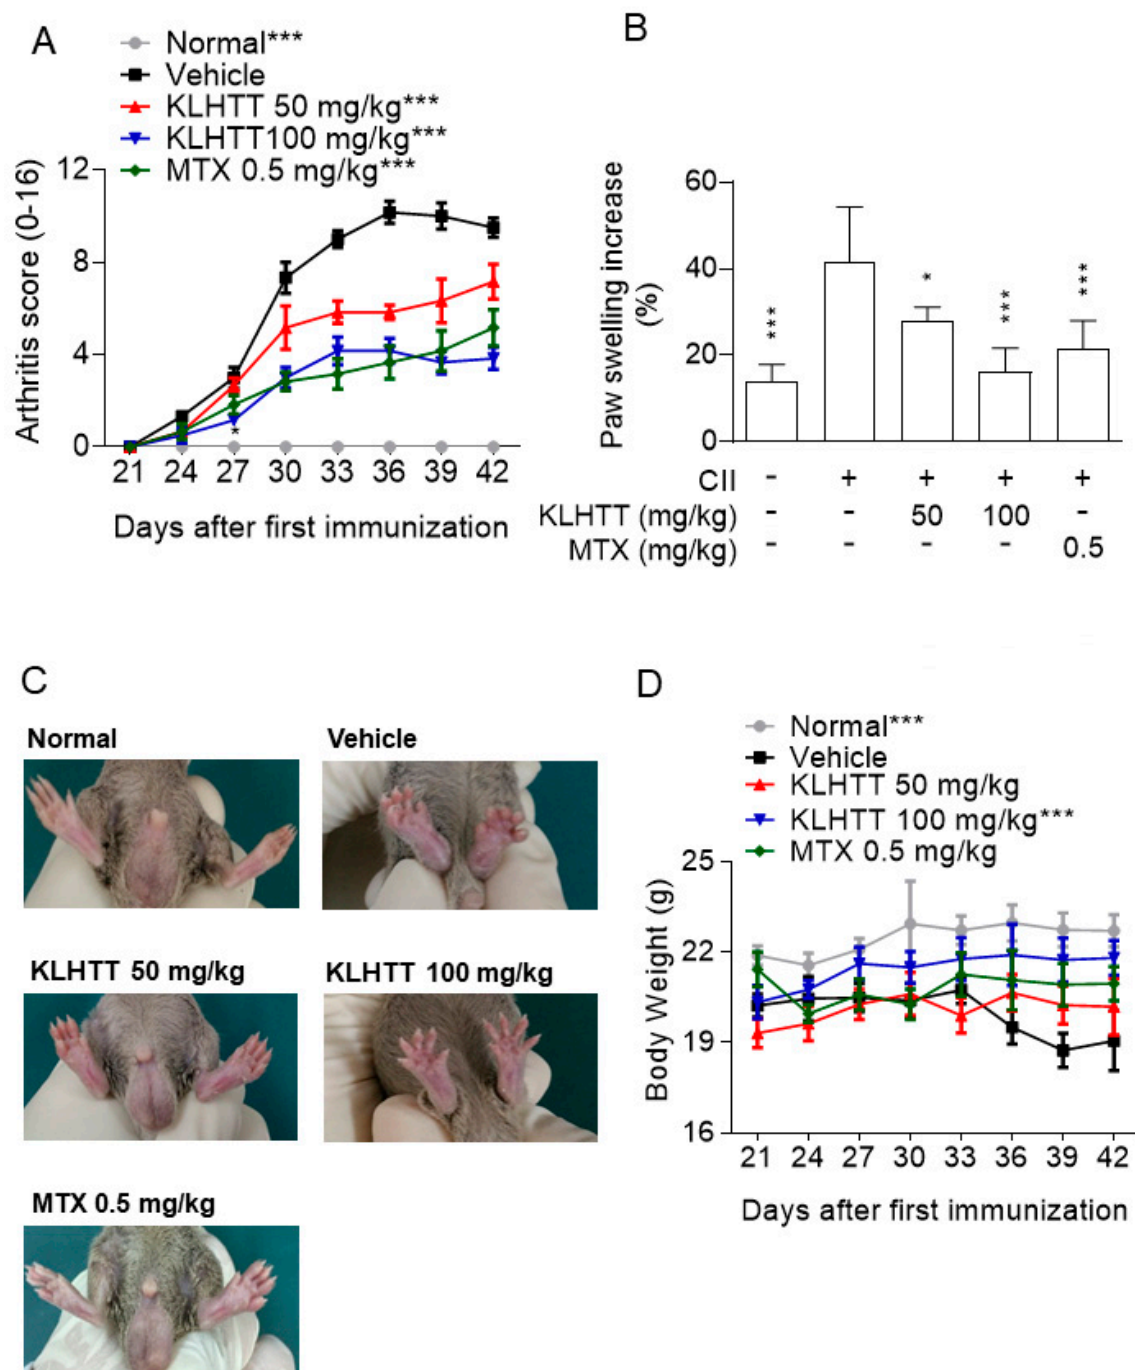 A
Normal***
Vehicle
KLHTT 50 mg/kg***
KLHTT100 mg/kg***
MTX 0.5 mg/kg***
Arthritis score (0-16)
12
8
4
0
*
21 24 27 30 33 36 39 42
Days after first immunization
B
Paw swelling increase
(%)
60
40
20
0
***
*
***
***
CII - + + + +
KLHTT (mg/kg) - - 50 100 -
MTX (mg/kg) - - - - 0.5
C
Normal
Vehicle
KLHTT 50 mg/kg
KLHTT 100 mg/kg
MTX 0.5 mg/kg
D
Normal***
Vehicle
KLHTT 50 mg/kg
KLHTT 100 mg/kg***
MTX 0.5 mg/kg
Body Weight (g)
25
22
19
16
21 24 27 30 33 36 39 42
Days after first immunization